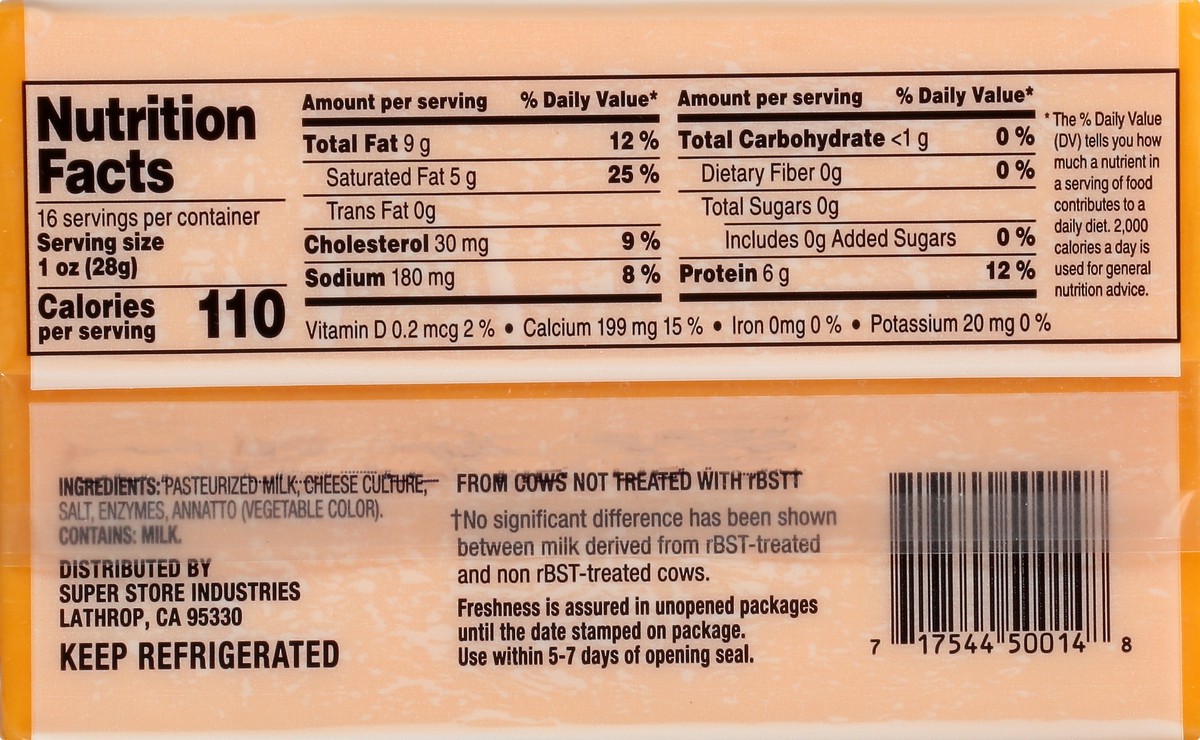 Nutrition
Facts
16 servings per container
Serving size
1 oz (28g)
Calories
per serving 110
Amount per serving % Daily Value*
Total Fat 9 g 12 %
Saturated Fat 5 g 25 %
Trans Fat 0g
Cholesterol 30 mg 9 %
Sodium 180 mg 8 %
Amount per serving % Daily Value*
Total Carbohydrate <1 g 0 %
Dietary Fiber 0g 0 %
Total Sugars 0g
Includes 0g Added Sugars 0 %
Protein 6 g 12 %
Vitamin D 0.2 mcg 2 % • Calcium 199 mg 15 % • Iron 0mg 0 % • Potassium 20 mg 0 %
* The % Daily Value
(DV) tells you how
much a nutrient in
a serving of food
contributes to a
daily diet. 2,000
calories a day is
used for general
nutrition advice.
INGREDIENTS: PASTEURIZED MILK, CHEESE CULTURE,
SALT, ENZYMES, ANNATTO (VEGETABLE COLOR).
CONTAINS: MILK.
DISTRIBUTED BY
SUPER STORE INDUSTRIES
LATHROP, CA 95330
KEEP REFRIGERATED
FROM COWS NOT TREATED WITH rBST†
†No significant difference has been shown
between milk derived from rBST-treated
and non rBST-treated cows.
Freshness is assured in unopened packages
until the date stamped on package.
Use within 5-7 days of opening seal.
7 17544 50014 8